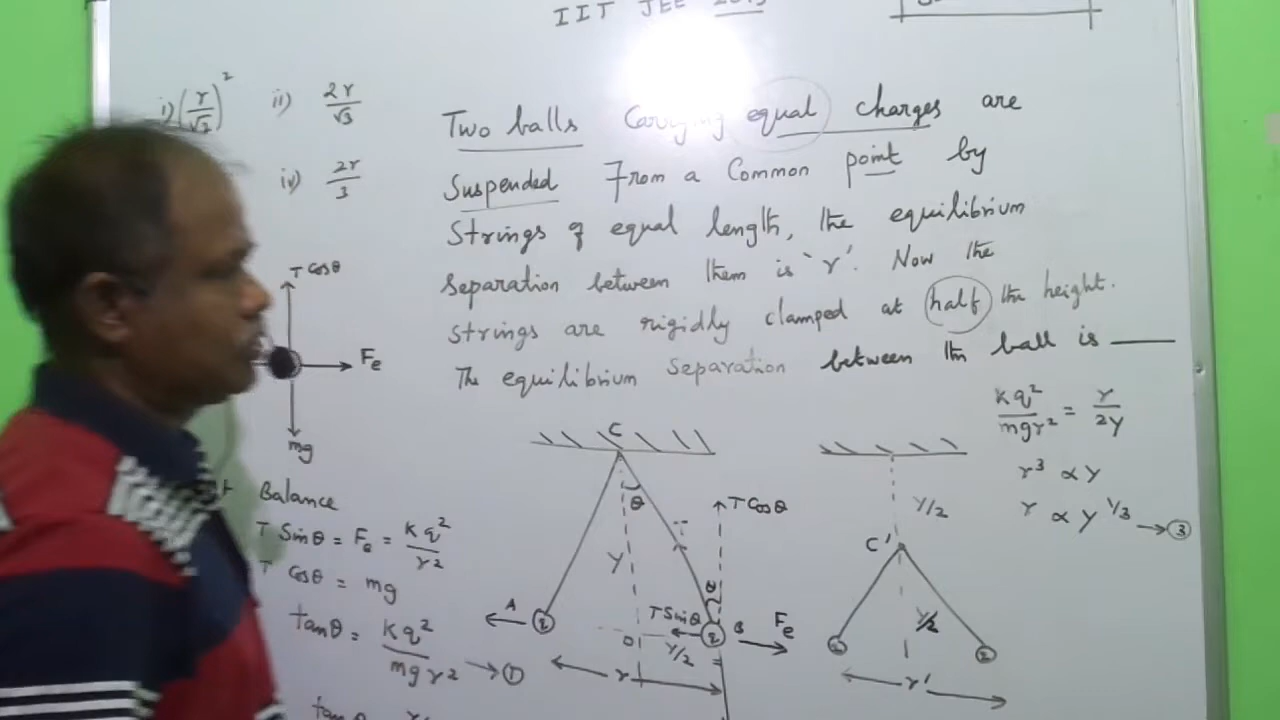 IIT JEE 2013
i) (r/√2)² ii) 2r/√3
iv) 2r/3
Two balls Carrying equal charges are
Suspended From a Common point by
Strings of equal length, the equilibrium
Separation between them is 'r'. Now the
Strings are rigidly clamped at half the height.
The equilibrium separation between the ball is ___
T Cosθ
Fe
mg
Balance
T Sinθ = Fe = kq²/r²
T Cosθ = mg
tanθ = kq²/mgr² → ①
tanθ
C
θ
y
T Cosθ
T
θ
A
q
T Sinθ
q
B
Fe
O
r/2
r
y/2
C'
y/2
q
q
r'
kq²/mgr² = r/2y
r³ ∝ y
r ∝ y^1/3 → ③